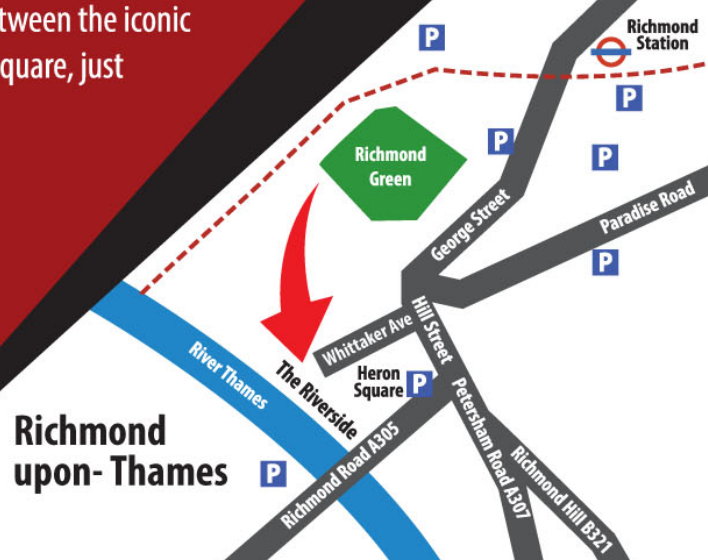 tween the iconic
quare, just
P
Richmond
Station
P
P
P
Richmond
Green
Paradise Road
George Street
P
Hill Street
Whittaker Ave
River Thames
The Riverside
Heron
Square P
Petersham Road A307
Richmond
upon- Thames
P
Richmond Road A305
Richmond Hill B321